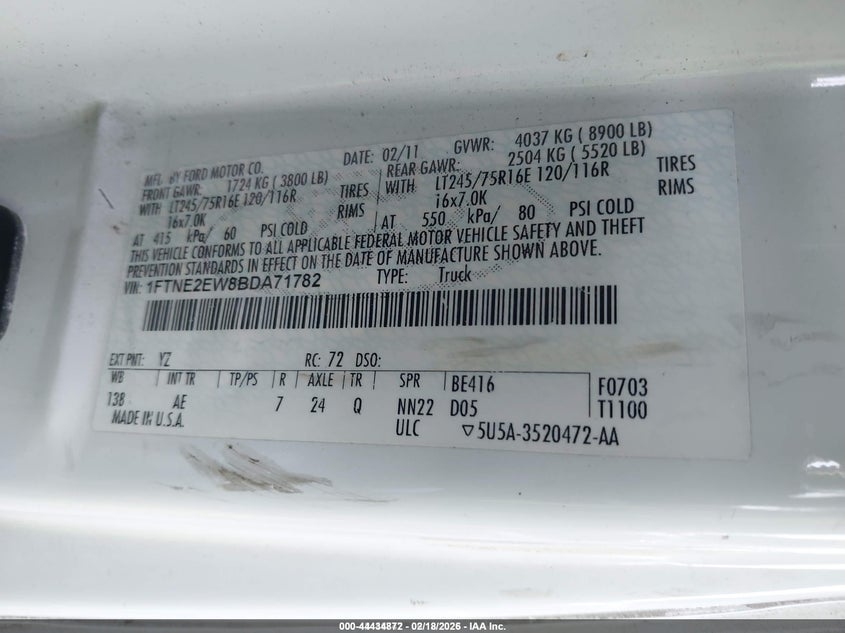 MFG. BY FORD MOTOR CO. DATE: 02/11 GVWR: 4037 KG ( 8900 LB)
FRONT GAWR: 1724 KG ( 3800 LB) REAR GAWR: 2504 KG ( 5520 LB)
WITH LT245/75R16E 120/116R TIRES WITH LT245/75R16E 120/116R TIRES
16x7.0K RIMS 16x7.0K RIMS
AT 415 kPa/ 60 PSI COLD AT 550 kPa/ 80 PSI COLD
THIS VEHICLE CONFORMS TO ALL APPLICABLE FEDERAL MOTOR VEHICLE SAFETY AND THEFT
PREVENTION STANDARDS IN EFFECT ON THE DATE OF MANUFACTURE SHOWN ABOVE.
VIN: 1FTNE2EW8BDA71782 TYPE: Truck
EXT PNT: YZ RC: 72 DSO:
WB INT TR TP/PS R AXLE TR SPR BE416 F0703
138 AE 7 24 Q NN22 D05 T1100
MADE IN U.S.A. ULC ▽5U5A-3520472-AA
000-44434872 — 02/18/2026 — IAA Inc.